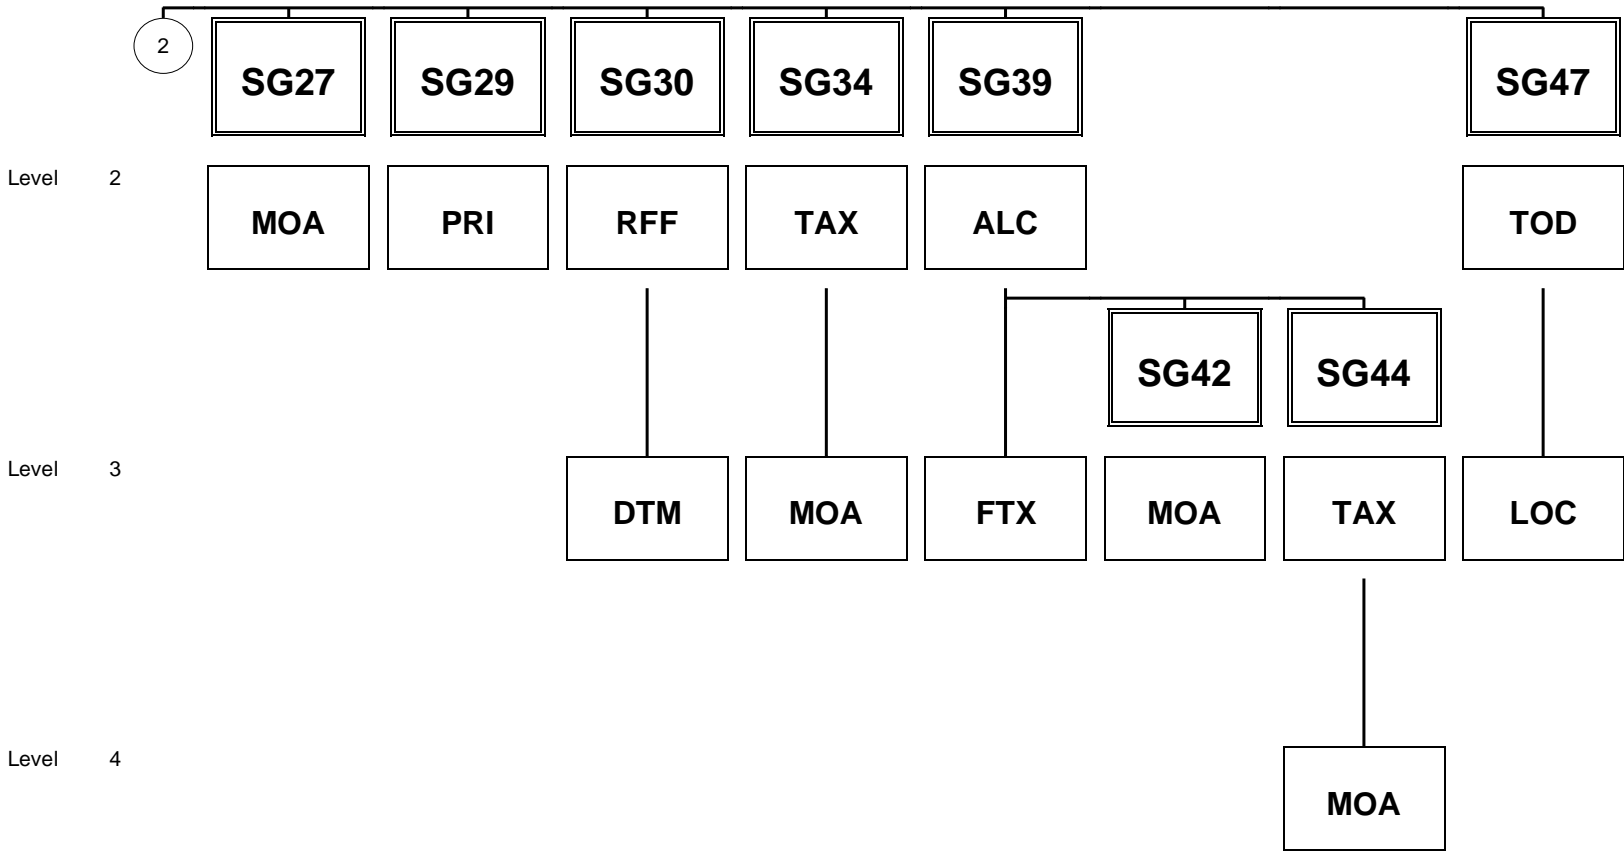 2
SG27 SG29 SG30 SG34 SG39 SG47
Level 2
MOA PRI RFF TAX ALC TOD
SG42 SG44
Level 3
DTM MOA FTX MOA TAX LOC
Level 4
MOA